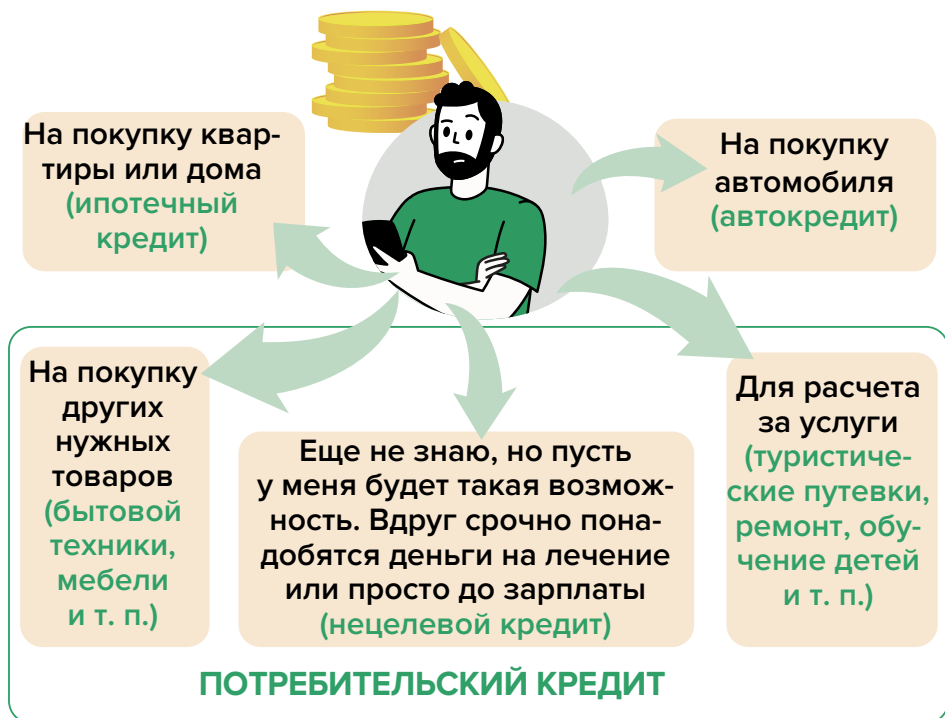 На покупку квар-
тиры или дома
(ипотечный
кредит)
На покупку
автомобиля
(автокредит)
На покупку
других
нужных
товаров
(бытовой
техники,
мебели
и т. п.)
Еще не знаю, но пусть
у меня будет такая возмож-
ность. Вдруг срочно пона-
добятся деньги на лечение
или просто до зарплаты
(нецелевой кредит)
Для расчета
за услуги
(туристиче-
ские путевки,
ремонт, обу-
чение детей
и т. п.)
ПОТРЕБИТЕЛЬСКИЙ КРЕДИТ